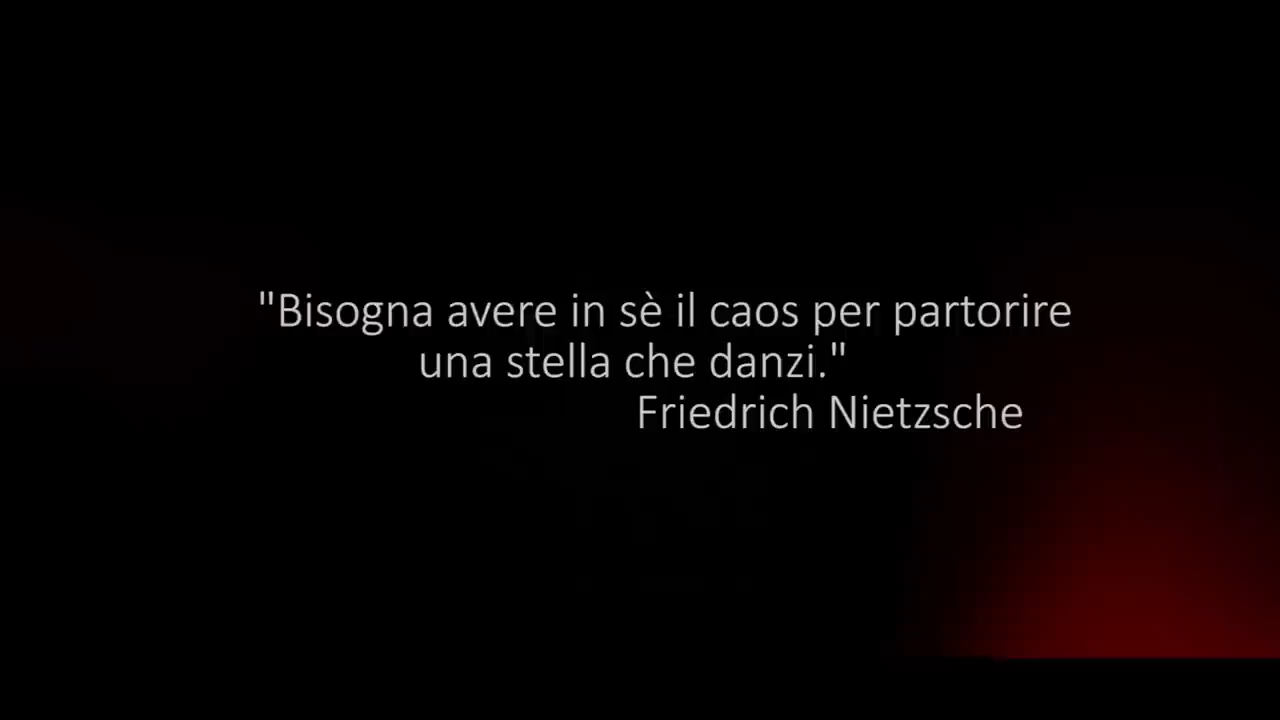 "Bisogna avere in sè il caos per partorire
una stella che danzi."
Friedrich Nietzsche